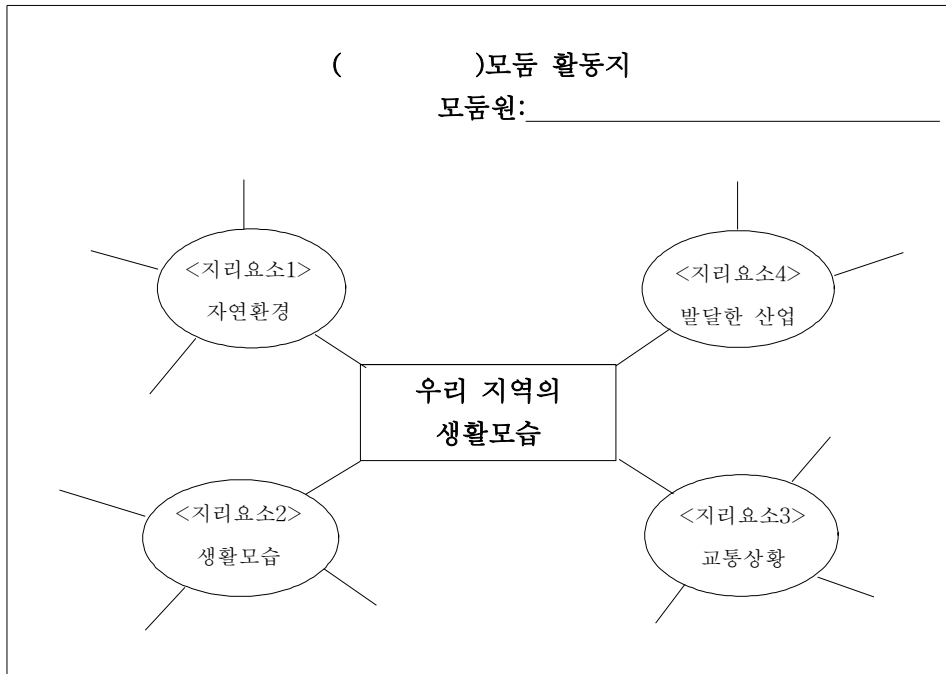 (          )모둠 활동지
모둠원:
<지리요소1>
자연환경
<지리요소4>
발달한 산업
우리 지역의
생활모습
<지리요소2>
생활모습
<지리요소3>
교통상황